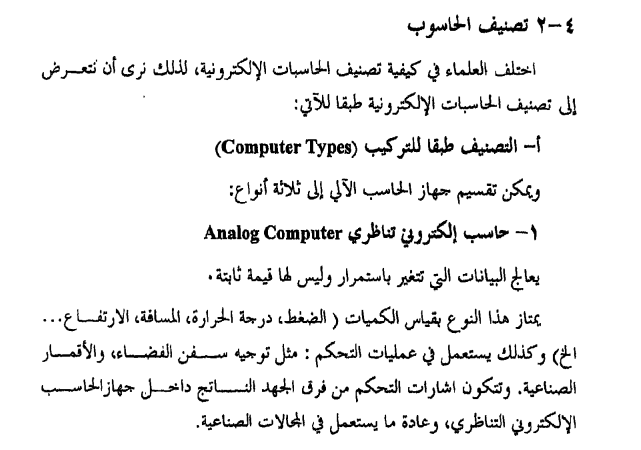 ٤-٢ تصنيف الحاسوب
اختلف العلماء في كيفية تصنيف الحاسبات الإلكترونية، لذلك نرى أن نتعرض
إلى تصنيف الحاسبات الإلكترونية طبقا للآتي:
أ- التصنيف طبقا للتركيب (Computer Types)
ويمكن تقسيم جهاز الحاسب الآلي إلى ثلاثة أنواع:
١- حاسب إلكتروني تناظري Analog Computer
يعالج البيانات التي تتغير باستمرار وليس لها قيمة ثابتة.
يمتاز هذا النوع بقياس الكميات ( الضغط، درجة الحرارة، المسافة، الارتفاع...
الخ) وكذلك يستعمل في عمليات التحكم : مثل توجيه سفن الفضاء، والأقمار
الصناعية. وتتكون اشارات التحكم من فرق الجهد الناتج داخل جهازالحاسب
الإلكتروني التناظري، وعادة ما يستعمل في المجالات الصناعية.